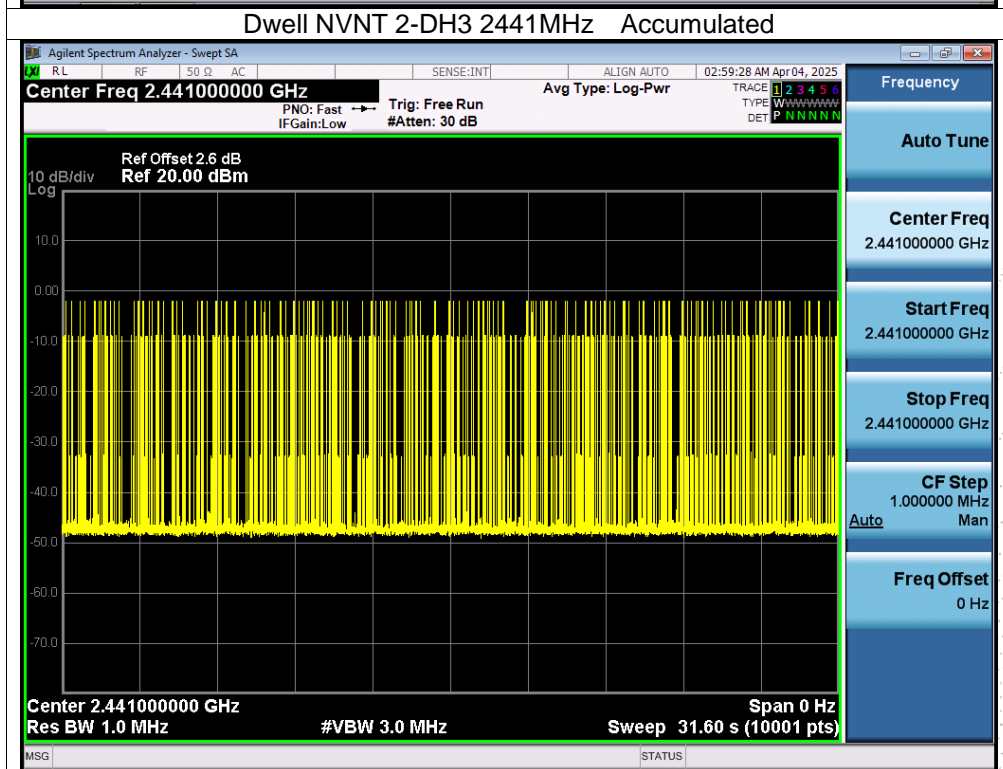 Dwell NVNT 2-DH3 2441MHz Accumulated
Agilent Spectrum Analyzer - Swept SA
LXI RL RF 50 Ω AC SENSE:INT ALIGN AUTO 02:59:28 AM Apr 04, 2025
Center Freq 2.441000000 GHz
PNO: Fast
IFGain:Low
Trig: Free Run
#Atten: 30 dB
Avg Type: Log-Pwr
TRACE 1 2 3 4 5 6
TYPE WWWWWWW
DET P N N N N N
Frequency
Auto Tune
Center Freq
2.441000000 GHz
Start Freq
2.441000000 GHz
Stop Freq
2.441000000 GHz
CF Step
1.000000 MHz
Auto Man
Freq Offset
0 Hz
Ref Offset 2.6 dB
10 dB/div Ref 20.00 dBm
Log
10.0
0.00
-10.0
-20.0
-30.0
-40.0
-50.0
-60.0
-70.0
Center 2.441000000 GHz Span 0 Hz
Res BW 1.0 MHz #VBW 3.0 MHz Sweep 31.60 s (10001 pts)
MSG STATUS